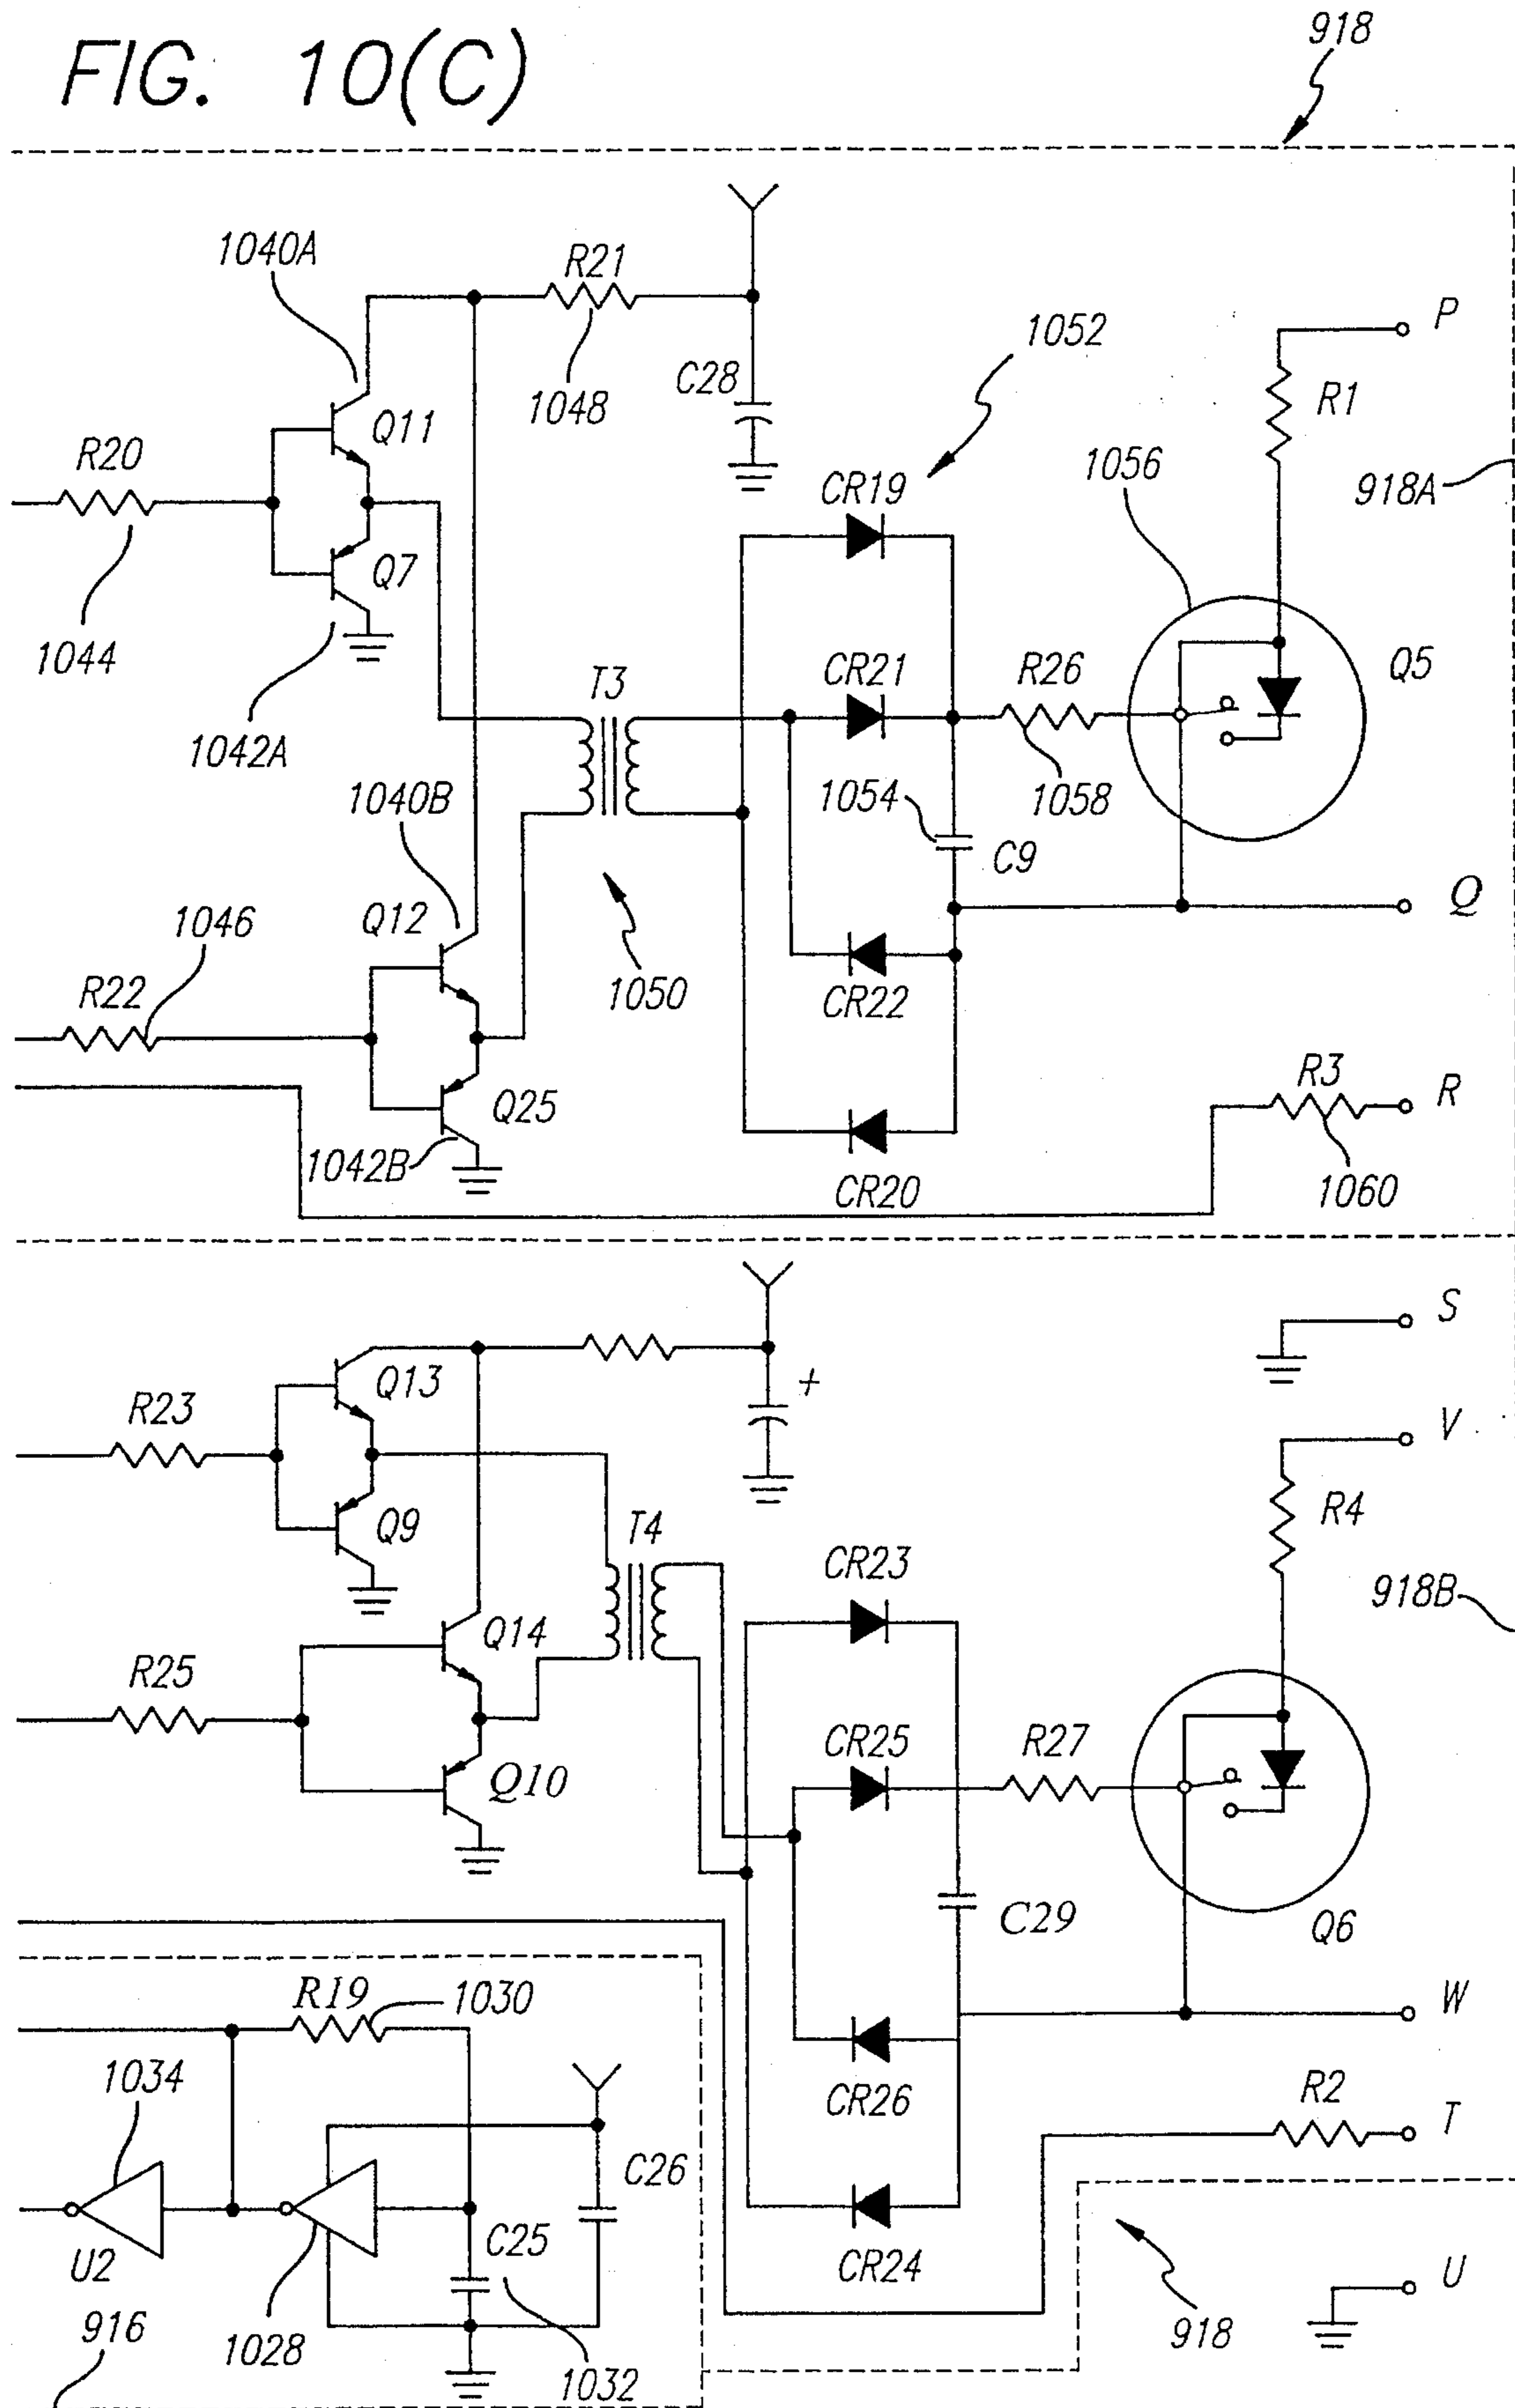 FIG. 10(C)
918
1040A
R21
P
1052
C28
1048
R1
Q11
R20
1056
CR19
918A
Q7
1044
T3
CR21
R26
Q5
1042A
1040B
1054
1058
C9
Q
1046
Q12
R22
1050
CR22
R3
R
Q25
1042B
CR20
1060
S
Q13
+
R23
V
Q9
T4
R4
CR23
918B
Q14
R25
CR25
R27
Q10
C29
Q6
R19
1030
W
1034
CR26
R2
T
C26
C25
U2
CR24
U
916
1028
1032
918